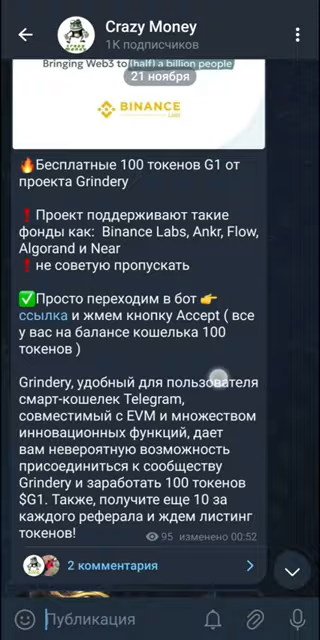 Crazy Money
1K подписчиков
Bringing Web3 to (half) a billion people
21 ноября
BINANCE
LABS
🔥Бесплатные 100 токенов G1 от
проекта Grindery
❗Проект поддерживают такие
фонды как: Binance Labs, Ankr, Flow,
Algorand и Near
❗ не советую пропускать
✅Просто переходим в бот 👉
ссылка и жмем кнопку Accept ( все
у вас на балансе кошелька 100
токенов )
Grindery, удобный для пользователя
смарт-кошелек Telegram,
совместимый с EVM и множеством
инновационных функций, дает
вам невероятную возможность
присоединиться к сообществу
Grindery и заработать 100 токенов
$G1. Также, получите еще 10 за
каждого реферала и ждем листинг
токенов!
95 изменено 00:52
2 комментария
Публикация